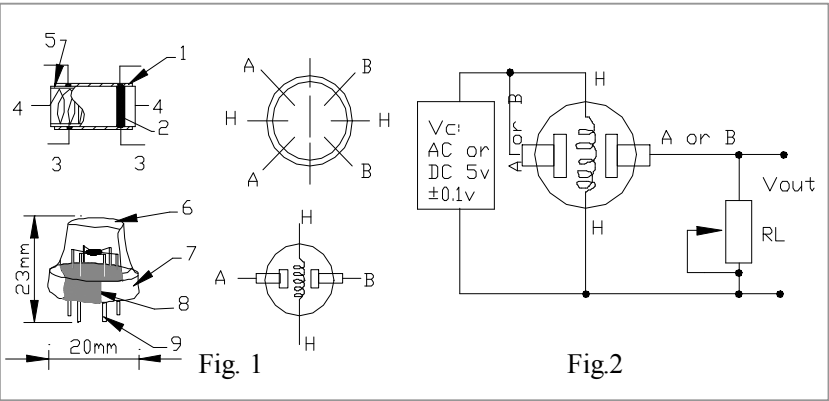 5
1
4
4
2
3
3
A
B
H
H
A
B
6
7
8
9
23mm
20mm
H
A
B
H
Fig. 1
Vc:
AC or
DC 5v
±0.1v
A or B
H
H
A or B
Vout
RL
Fig.2